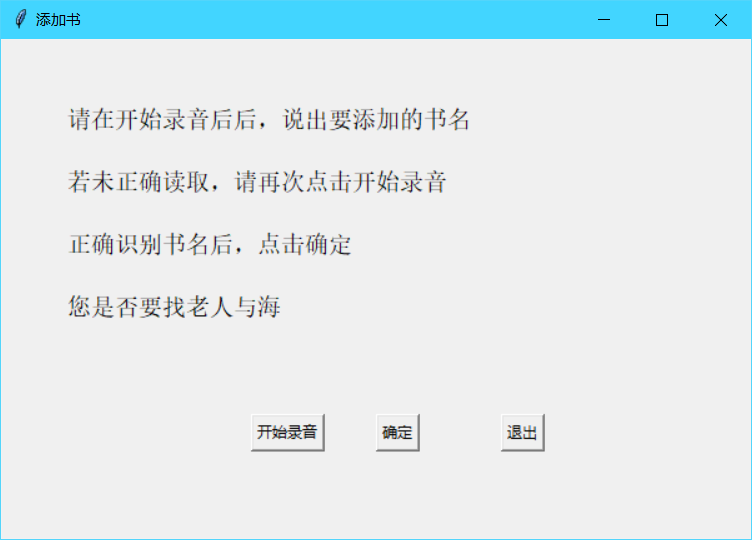 添加书
请在开始录音后后，说出要添加的书名
若未正确读取，请再次点击开始录音
正确识别书名后，点击确定
您是否要找老人与海
开始录音 确定 退出